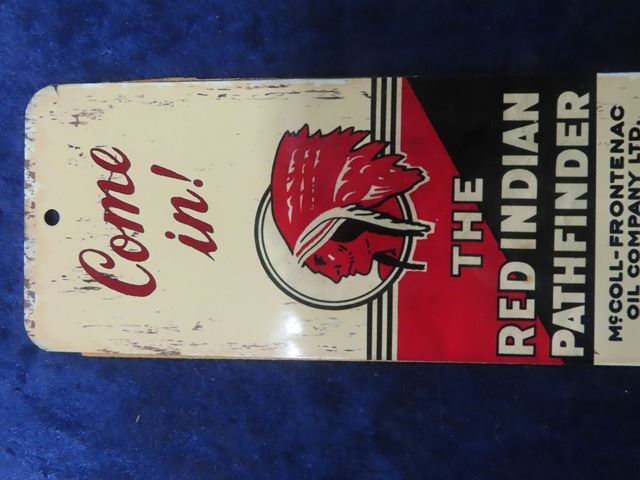 Come
in!
THE
RED INDIAN
PATHFINDER
McCOLL-FRONTENAC
OIL COMPANY LTD.